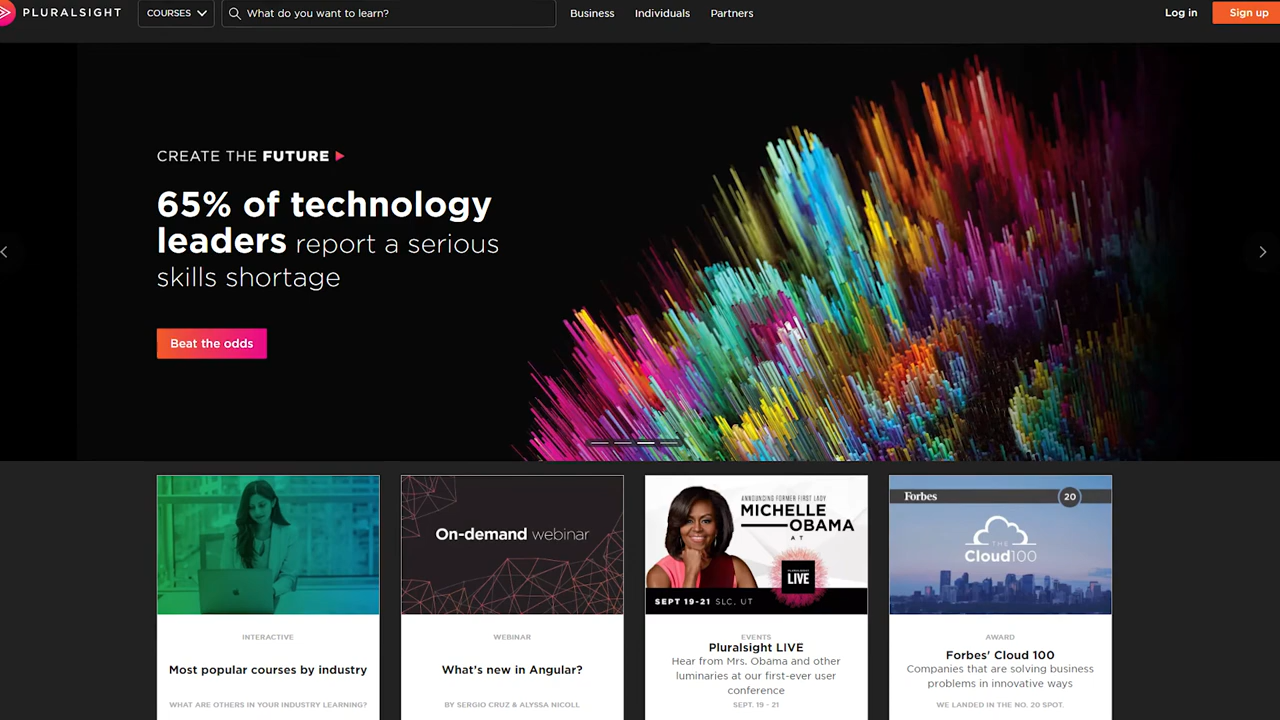 PLURALSIGHT
COURSES
What do you want to learn?
Business
Individuals
Partners
Log in
Sign up
CREATE THE FUTURE
65% of technology
leaders report a serious
skills shortage
Beat the odds
On-demand webinar
ANNOUNCING FORMER FIRST LADY
MICHELLE
OBAMA
AT
PLURALSIGHT
LIVE
SEPT 19-21 SLC, UT
Forbes
20
THE
Cloud100
INTERACTIVE
Most popular courses by industry
WHAT ARE OTHERS IN YOUR INDUSTRY LEARNING?
WEBINAR
What's new in Angular?
BY SERGIO CRUZ & ALYSSA NICOLL
EVENTS
Pluralsight LIVE
Hear from Mrs. Obama and other
luminaries at our first-ever user
conference
SEPT. 19 - 21
AWARD
Forbes' Cloud 100
Companies that are solving business
problems in innovative ways
WE LANDED IN THE NO. 20 SPOT.